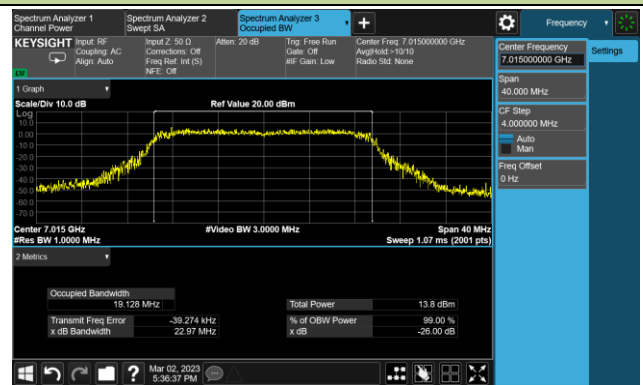 Spectrum Analyzer 1
Channel Power
Spectrum Analyzer 2
Swept SA
Spectrum Analyzer 3
Occupied BW
Frequency
KEYSIGHT
Input: RF
Coupling: AC
Align: Auto
Input Z: 50 Ω
Corrections: Off
Freq Ref: Int (S)
NFE: Off
Atten: 20 dB
Trig: Free Run
Gate: Off
#IF Gain: Low
Center Freq: 7.015000000 GHz
Avg|Hold:>10/10
Radio Std: None
Center Frequency
7.015000000 GHz
Settings
Span
40.000 MHz
CF Step
4.000000 MHz
Auto
Man
Freq Offset
0 Hz
1 Graph
Scale/Div 10.0 dB
Ref Value 20.00 dBm
Log
10.0
0.00
-10.0
-20.0
-30.0
-40.0
-50.0
-60.0
-70.0
Center 7.015 GHz
#Video BW 3.0000 MHz
Span 40 MHz
#Res BW 1.0000 MHz
Sweep 1.07 ms (2001 pts)
2 Metrics
Occupied Bandwidth
19.128 MHz
Total Power
13.8 dBm
Transmit Freq Error
-39.274 kHz
% of OBW Power
99.00 %
x dB Bandwidth
22.97 MHz
x dB
-26.00 dB
Mar 02, 2023
5:36:37 PM